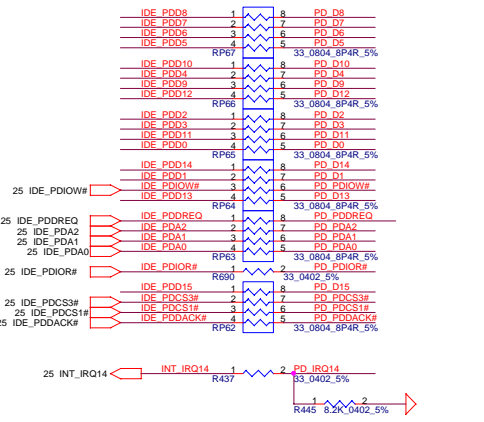 IDE_PDD8 1 8 PD_D8
IDE_PDD7 2 7 PD_D7
IDE_PDD6 3 6 PD_D6
IDE_PDD5 4 5 PD_D5
RP67 33_0804_8P4R_5%
IDE_PDD10 1 8 PD_D10
IDE_PDD4 2 7 PD_D4
IDE_PDD9 3 6 PD_D9
IDE_PDD12 4 5 PD_D12
RP66 33_0804_8P4R_5%
IDE_PDD2 1 8 PD_D2
IDE_PDD3 2 7 PD_D3
IDE_PDD11 3 6 PD_D11
IDE_PDD0 4 5 PD_D0
RP65 33_0804_8P4R_5%
IDE_PDD14 1 8 PD_D14
IDE_PDD1 2 7 PD_D1
25 IDE_PDIOW# IDE_PDIOW# 3 6 PD_PDIOW#
IDE_PDD13 4 5 PD_D13
RP64 33_0804_8P4R_5%
25 IDE_PDDREQ IDE_PDDREQ 1 8 PD_PDDREQ
25 IDE_PDA2 IDE_PDA2 2 7 PD_PDA2
25 IDE_PDA1 IDE_PDA1 3 6 PD_PDA1
25 IDE_PDA0 IDE_PDA0 4 5 PD_PDA0
RP63 33_0804_8P4R_5%
25 IDE_PDIOR# IDE_PDIOR# 1 2 PD_PDIOR#
R690 33_0402_5%
IDE_PDD15 1 8 PD_D15
25 IDE_PDCS3# IDE_PDCS3# 2 7 PD_PDCS3#
25 IDE_PDCS1# IDE_PDCS1# 3 6 PD_PDCS1#
25 IDE_PDDACK# IDE_PDDACK# 4 5 PD_PDDACK#
RP62 33_0804_8P4R_5%
25 INT_IRQ14 INT_IRQ14 1 2 PD_IRQ14
R437 33_0402_5%
1 2
R445 8.2K_0402_5%